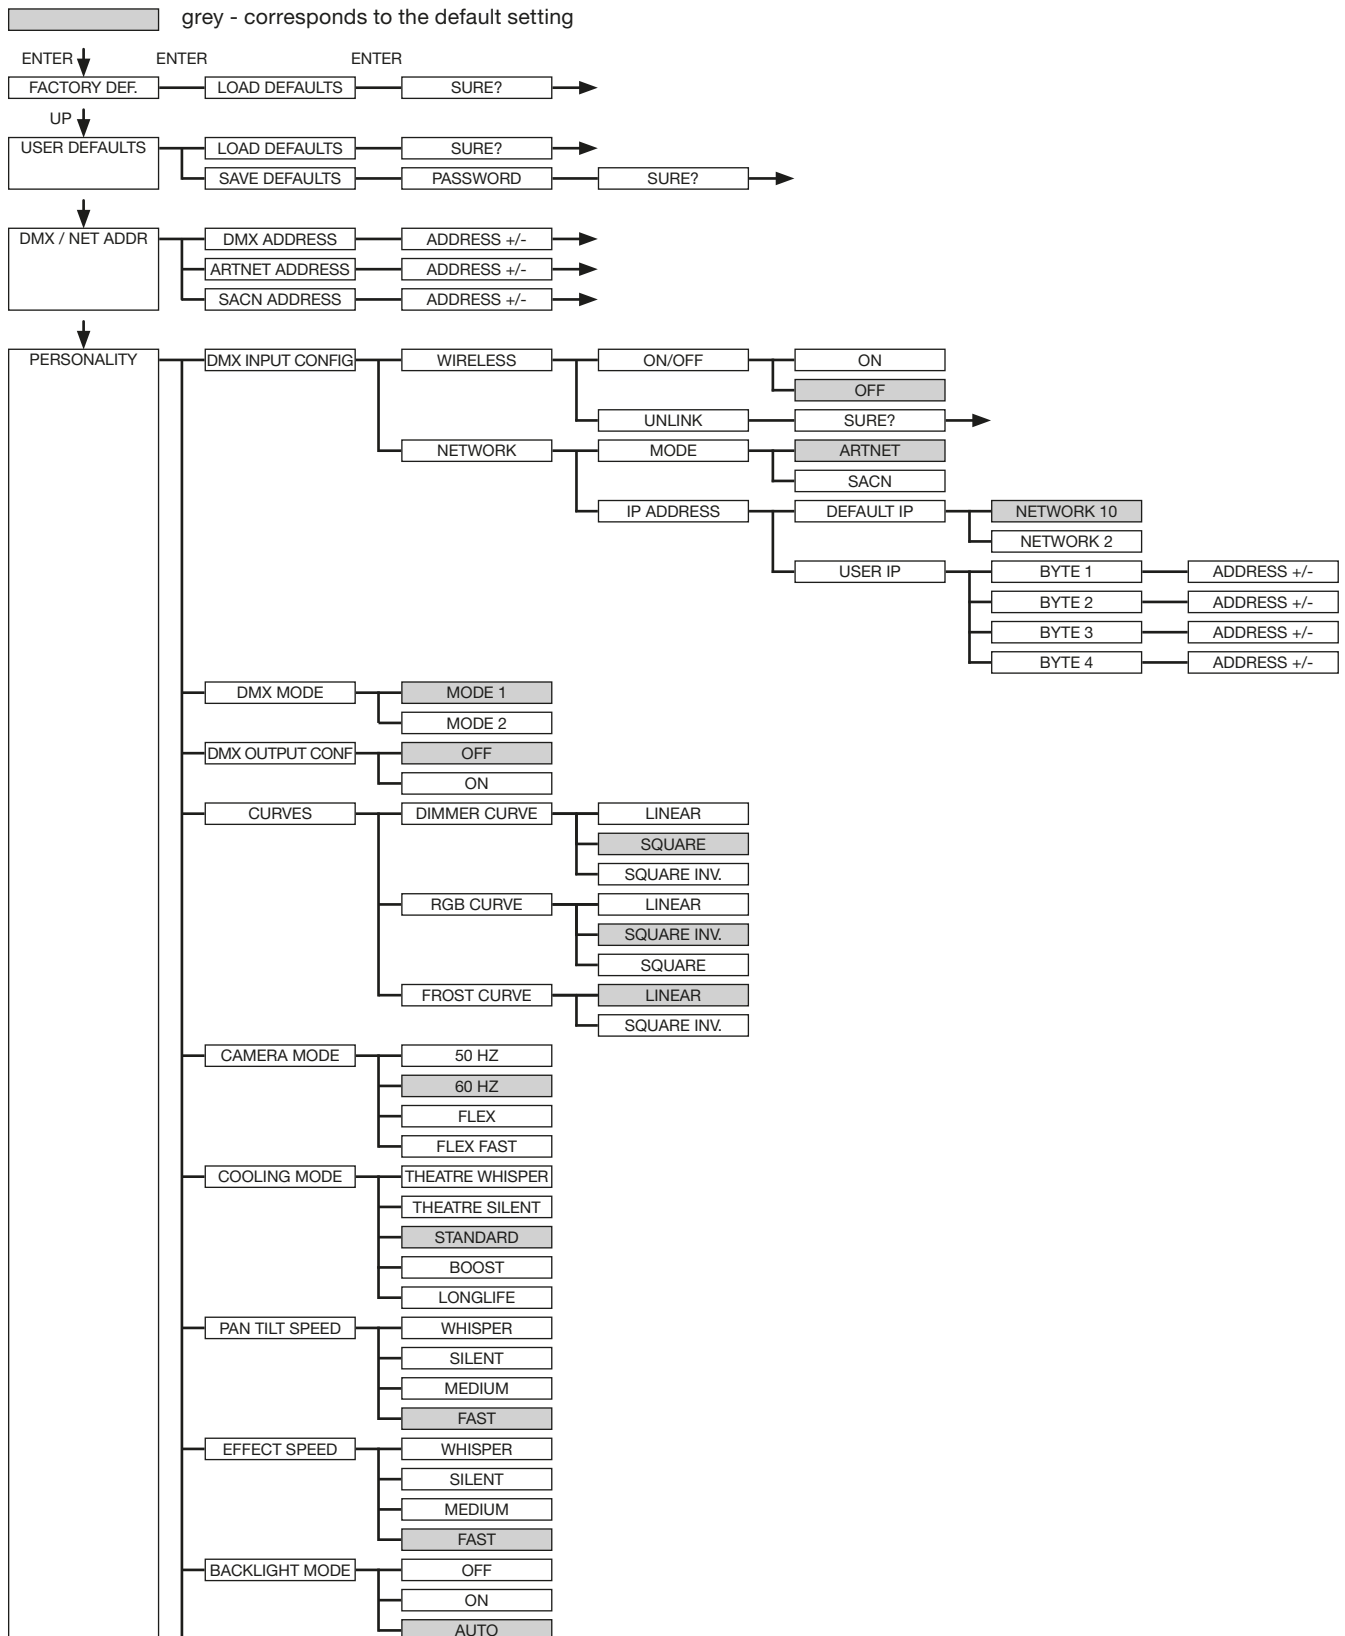 grey - corresponds to the default setting
ENTER ENTER ENTER
FACTORY DEF. LOAD DEFAULTS SURE?
UP
USER DEFAULTS LOAD DEFAULTS SURE?
SAVE DEFAULTS PASSWORD SURE?
DMX / NET ADDR DMX ADDRESS ADDRESS +/-
ARTNET ADDRESS ADDRESS +/-
SACN ADDRESS ADDRESS +/-
PERSONALITY DMX INPUT CONFIG WIRELESS ON/OFF ON
OFF
UNLINK SURE?
NETWORK MODE ARTNET
SACN
IP ADDRESS DEFAULT IP NETWORK 10
NETWORK 2
USER IP BYTE 1 ADDRESS +/-
BYTE 2 ADDRESS +/-
BYTE 3 ADDRESS +/-
BYTE 4 ADDRESS +/-
DMX MODE MODE 1
MODE 2
DMX OUTPUT CONF OFF
ON
CURVES DIMMER CURVE LINEAR
SQUARE
SQUARE INV.
RGB CURVE LINEAR
SQUARE INV.
SQUARE
FROST CURVE LINEAR
SQUARE INV.
CAMERA MODE 50 HZ
60 HZ
FLEX
FLEX FAST
COOLING MODE THEATRE WHISPER
THEATRE SILENT
STANDARD
BOOST
LONGLIFE
PAN TILT SPEED WHISPER
SILENT
MEDIUM
FAST
EFFECT SPEED WHISPER
SILENT
MEDIUM
FAST
BACKLIGHT MODE OFF
ON
AUTO